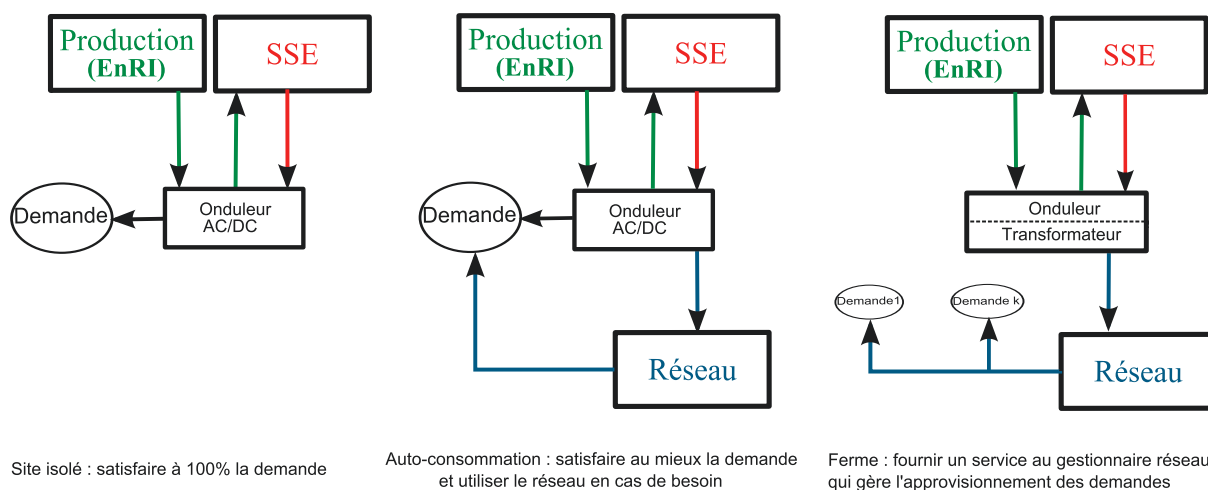 Production
(EnRI)
SSE
Demande
Onduleur
AC/DC
Site isolé : satisfaire à 100% la demande
Production
(EnRI)
SSE
Demande
Onduleur
AC/DC
Réseau
Auto-consommation : satisfaire au mieux la demande
et utiliser le réseau en cas de besoin
Production
(EnRI)
SSE
Onduleur
Transformateur
Demande1
Demande k
Réseau
Ferme : fournir un service au gestionnaire réseau
qui gère l'approvisionnement des demandes